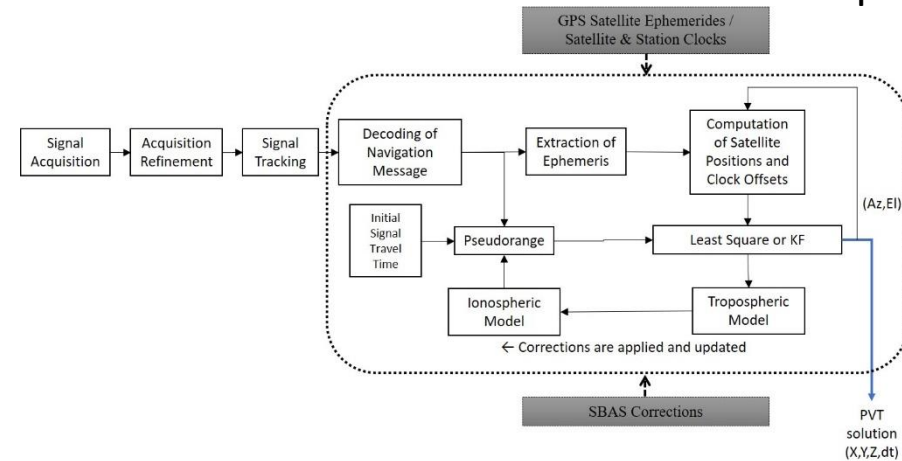 GPS Satellite Ephemerides /
Satellite & Station Clocks
Signal
Acquisition
Acquisition
Refinement
Signal
Tracking
Decoding of
Navigation
Message
Extraction of
Ephemeris
Computation
of Satellite
Positions and
Clock Offsets
(Az,El)
Initial
Signal
Travel
Time
Pseudorange
Least Square or KF
Ionospheric
Model
Tropospheric
Model
← Corrections are applied and updated
SBAS Corrections
PVT
solution
(X,Y,Z,dt)